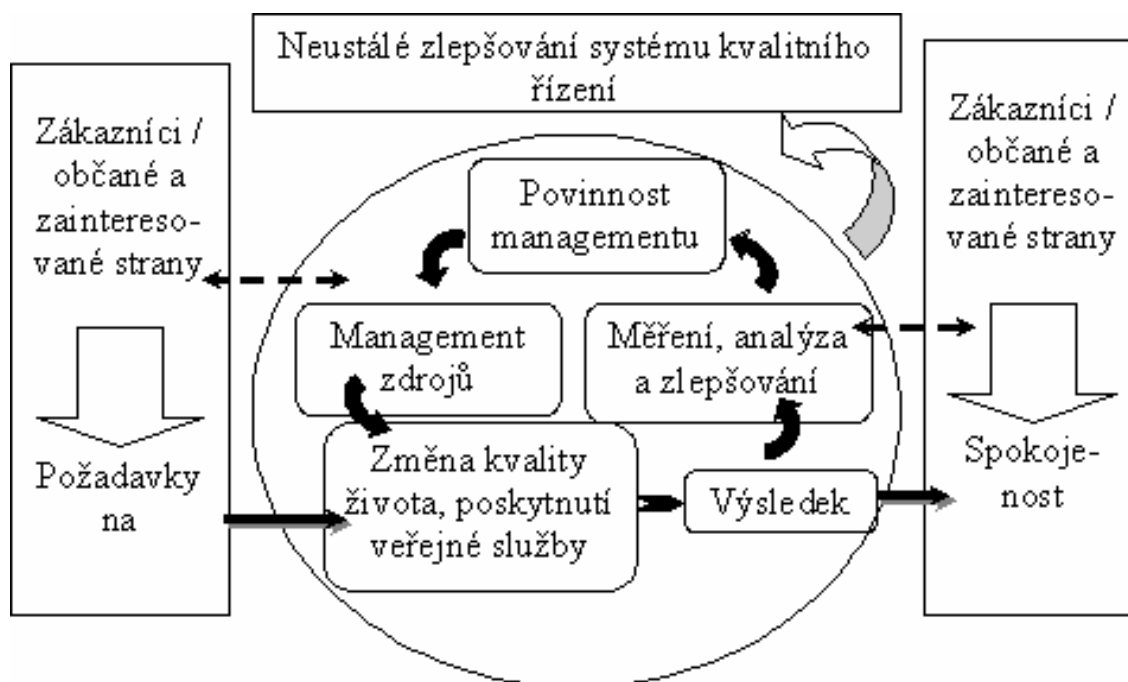 Neustálé zlepšování systému kvalitního
řízení
Zákazníci /
občané a
zaintereso-
vané strany
Požadavky
na
Povinnost
managementu
Management
zdrojů
Měření, analýza
a zlepšování
Změna kvality
života, poskytnutí
veřejné služby
Výsledek
Zákazníci /
občané a
zaintereso-
vané strany
Spokoje-
nost